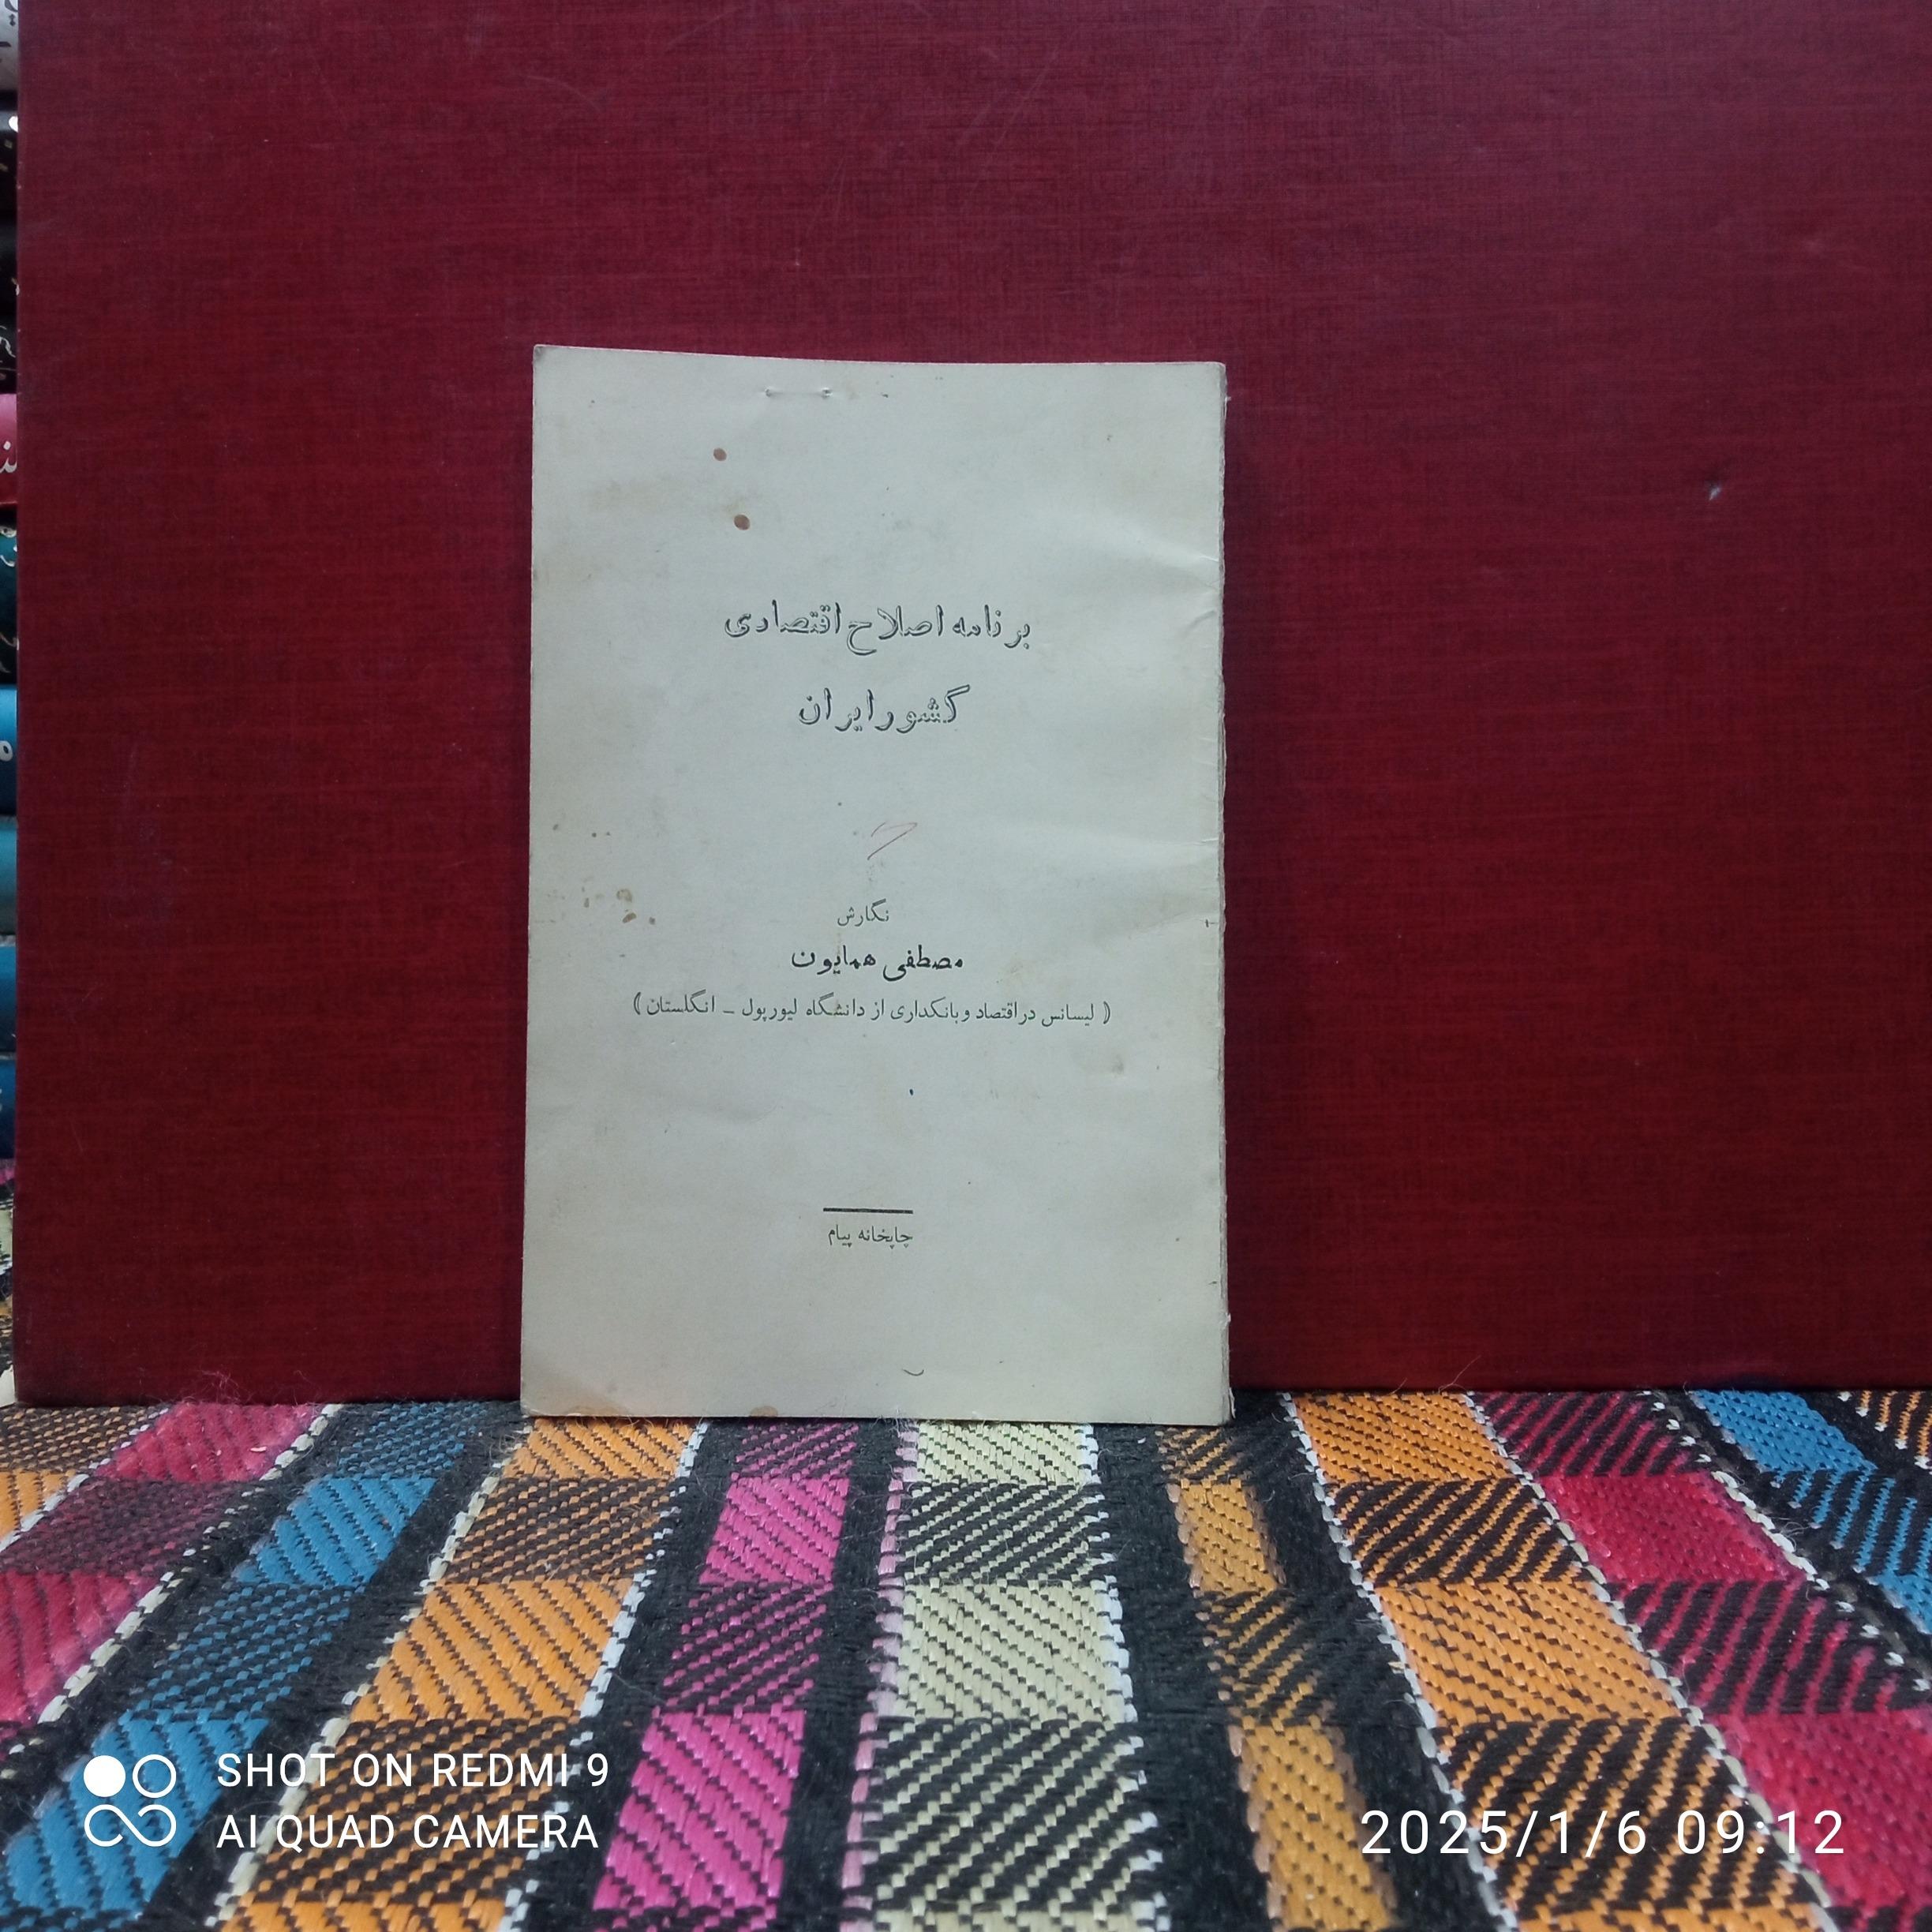 برنامه اصلاح اقتصادی
کشور ایران
نگارش
مصطفی همایون
( لیسانس در اقتصاد و بانکداری از دانشگاه لیورپول – انگلستان )
چاپخانه پیام
SHOT ON REDMI 9
AI QUAD CAMERA
2025/1/6 09:12